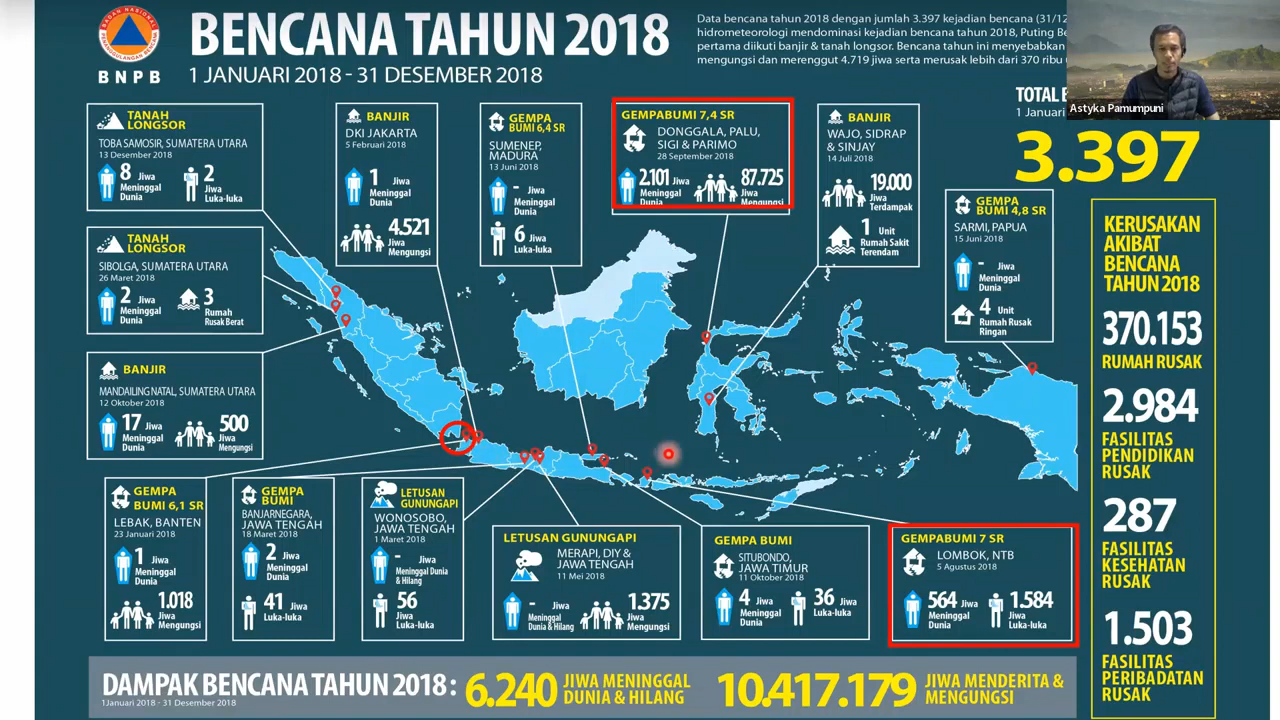 BNPB
BENCANA TAHUN 2018
1 JANUARI 2018 - 31 DESEMBER 2018
Data bencana tahun 2018 dengan jumlah 3.397 kejadian bencana (31/12
hidrometeorologi mendominasi kejadian bencana tahun 2018, Puting Be
pertama diikuti banjir & tanah longsor. Bencana tahun ini menyebabkan
mengungsi dan merenggut 4.719 jiwa serta merusak lebih dari 370 ribu
Astyka Pamumpuni
TOTAL
1 Januari
3.397
TANAH
LONGSOR
TOBA SAMOSIR, SUMATERA UTARA
13 Desember 2018
8 Jiwa
Meninggal
Dunia
2
Jiwa
Luka-luka
BANJIR
DKI JAKARTA
5 Februari 2018
1 Jiwa
Meninggal
Dunia
4.521
Jiwa
Mengungsi
GEMPA
BUMI 6,4 SR
SUMENEP,
MADURA
13 Juni 2018
- Jiwa
Meninggal
Dunia
6 Jiwa
Luka-luka
GEMPABUMI 7,4 SR
DONGGALA, PALU,
SIGI & PARIMO
28 September 2018
2.101 Jiwa
Meninggal
Dunia
87.725
Jiwa
Mengungsi
BANJIR
WAJO, SIDRAP
& SINJAY
14 Juli 2018
19.000
Jiwa
Terdampak
1 Unit
Rumah Sakit
Terendam
GEMPA
BUMI 4,8 SR
SARMI, PAPUA
15 Juni 2018
- Jiwa
Meninggal
Dunia
4 Unit
Rumah Rusak
Ringan
TANAH
LONGSOR
SIBOLGA, SUMATERA UTARA
26 Maret 2018
2 Jiwa
Meninggal
Dunia
3
Rumah
Rusak Berat
BANJIR
MANDAILING NATAL, SUMATERA UTARA
12 Oktober 2018
17 Jiwa
Meninggal
Dunia
500
Jiwa
Mengungsi
GEMPA
BUMI 6,1 SR
LEBAK, BANTEN
23 Januari 2018
1 Jiwa
Meninggal
Dunia
1.018
Jiwa
Mengungsi
GEMPA
BUMI
BANJARNEGARA,
JAWA TENGAH
18 Maret 2018
2 Jiwa
Meninggal
Dunia
41 Jiwa
Luka-luka
LETUSAN
GUNUNGAPI
WONOSOBO,
JAWA TENGAH
1 Maret 2018
- Jiwa
Meninggal Dunia
& Hilang
56
Jiwa
Luka-luka
LETUSAN GUNUNGAPI
MERAPI, DIY &
JAWA TENGAH
11 Mei 2018
- Jiwa
Meninggal
Dunia & Hilang
1.375
Jiwa
Mengungsi
GEMPA BUMI
SITUBONDO,
JAWA TIMUR
11 Oktober 2018
4 Jiwa
Meninggal
Dunia
36 Jiwa
Luka-luka
GEMPABUMI 7 SR
LOMBOK, NTB
5 Agustus 2018
564 Jiwa
Meninggal
Dunia
1.584
Jiwa
Luka-luka
KERUSAKAN
AKIBAT
BENCANA
TAHUN 2018
370.153
RUMAH RUSAK
2.984
FASILITAS
PENDIDIKAN
RUSAK
287
FASILITAS
KESEHATAN
RUSAK
1.503
FASILITAS
PERIBADATAN
RUSAK
DAMPAK BENCANA TAHUN 2018 :
1Januari 2018 - 31 Desember 2018
6.240 JIWA MENINGGAL
DUNIA & HILANG
10.417.179 JIWA MENDERITA &
MENGUNGSI